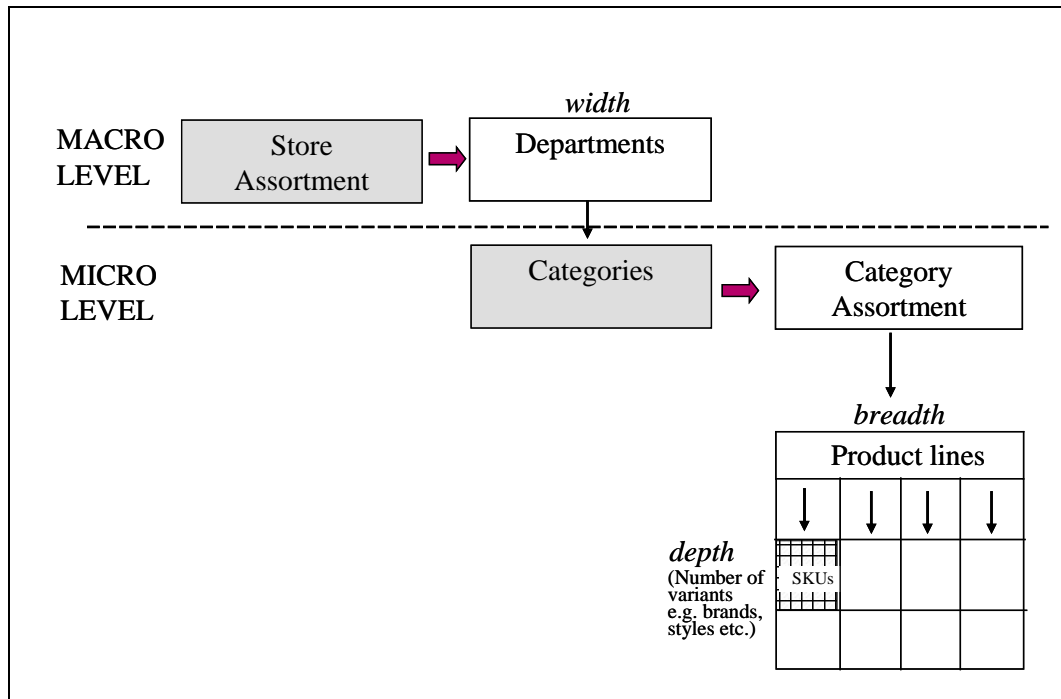 width
MACRO
LEVEL
Store
Assortment
Departments
MICRO
LEVEL
Categories
Category
Assortment
breadth
Product lines
depth
(Number of
variants
e.g. brands,
styles etc.)
SKUs